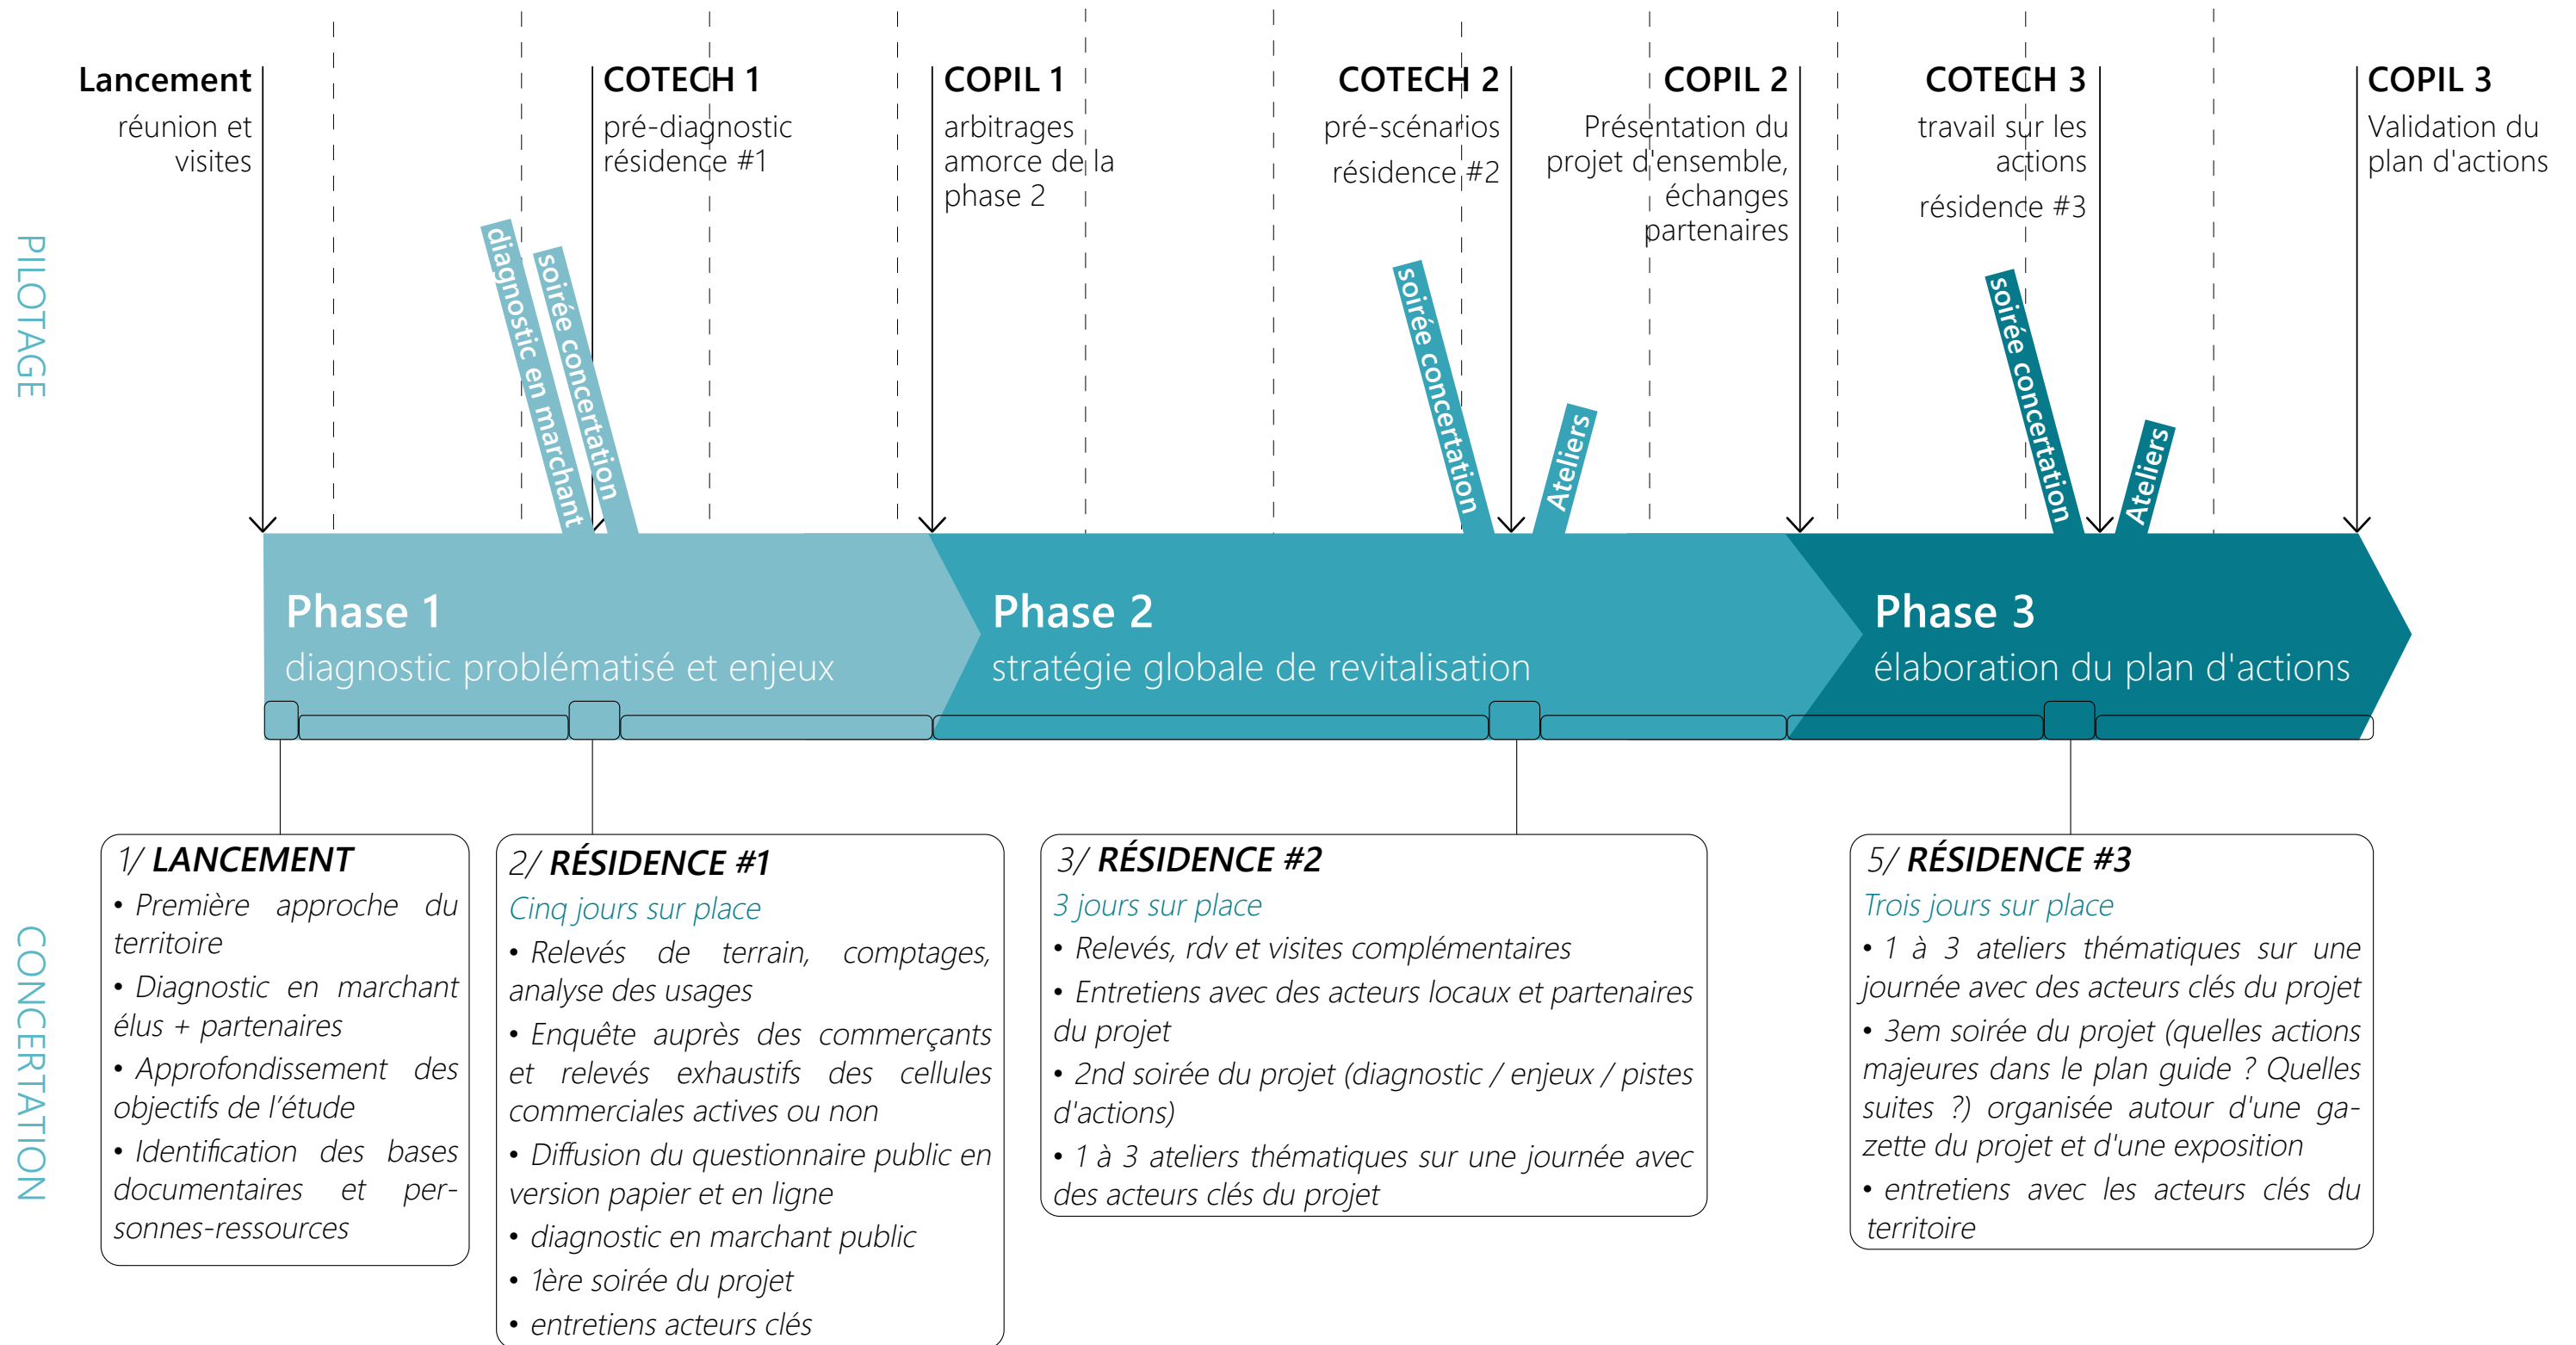 Lancement
réunion et
visites
COTECH 1
pré-diagnostic
résidence #1
COPIL 1
arbitrages
amorce de la
phase 2
COTECH 2
pré-scénarios
résidence #2
COPIL 2
Présentation du
projet d'ensemble,
échanges
partenaires
COTECH 3
travail sur les
actions
résidence #3
COPIL 3
Validation du
plan d'actions
PILOTAGE
diagnostic en marchant
soirée concertation
soirée concertation
Ateliers
soirée concertation
Ateliers
Phase 1
diagnostic problématisé et enjeux
Phase 2
stratégie globale de revitalisation
Phase 3
élaboration du plan d'actions
CONCERTATION
1/ LANCEMENT
• Première approche du
territoire
• Diagnostic en marchant
élus + partenaires
• Approfondissement des
objectifs de l’étude
• Identification des bases
documentaires et per-
sonnes-ressources
2/ RÉSIDENCE #1
Cinq jours sur place
• Relevés de terrain, comptages,
analyse des usages
• Enquête auprès des commerçants
et relevés exhaustifs des cellules
commerciales actives ou non
• Diffusion du questionnaire public en
version papier et en ligne
• diagnostic en marchant public
• 1ère soirée du projet
• entretiens acteurs clés
3/ RÉSIDENCE #2
3 jours sur place
• Relevés, rdv et visites complémentaires
• Entretiens avec des acteurs locaux et partenaires
du projet
• 2nd soirée du projet (diagnostic / enjeux / pistes
d'actions)
• 1 à 3 ateliers thématiques sur une journée avec
des acteurs clés du projet
5/ RÉSIDENCE #3
Trois jours sur place
• 1 à 3 ateliers thématiques sur une
journée avec des acteurs clés du projet
• 3em soirée du projet (quelles actions
majeures dans le plan guide ? Quelles
suites ?) organisée autour d'une ga-
zette du projet et d'une exposition
• entretiens avec les acteurs clés du
territoire